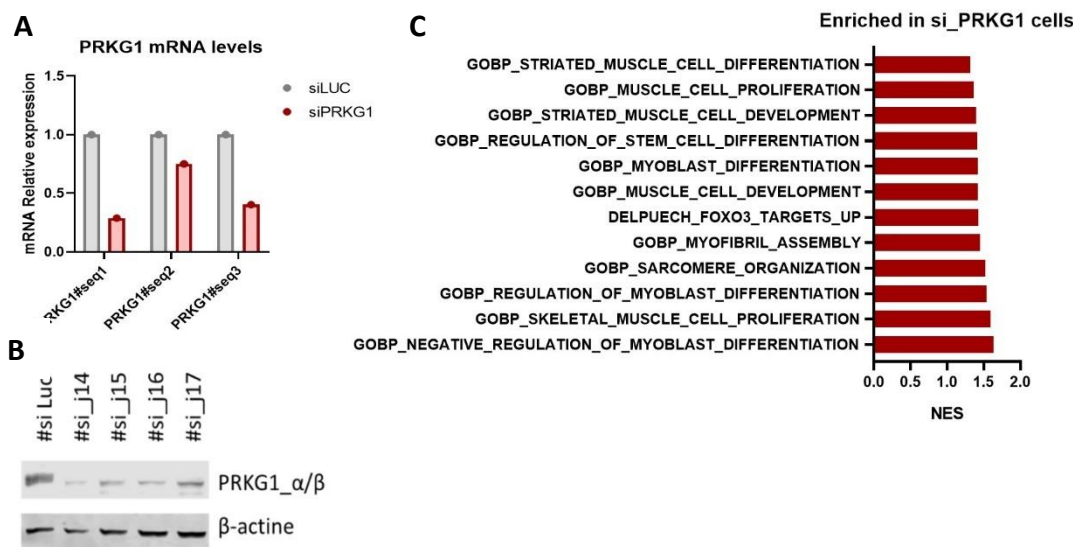 A
PRKG1 mRNA levels
mRNA Relative expression
1.5
1.0
0.5
0.0
siLUC
siPRKG1
RKG1#seq1
PRKG1#seq2
PRKG1#seq3
B
#si Luc
#si_j14
#si_j15
#si_j16
#si_j17
PRKG1_α/β
β-actine
C
Enriched in si_PRKG1 cells
GOBP_STRIATED_MUSCLE_CELL_DIFFERENTIATION
GOBP_MUSCLE_CELL_PROLIFERATION
GOBP_STRIATED_MUSCLE_CELL_DEVELOPMENT
GOBP_REGULATION_OF_STEM_CELL_DIFFERENTIATION
GOBP_MYOBLAST_DIFFERENTIATION
GOBP_MUSCLE_CELL_DEVELOPMENT
DELPUECH_FOXO3_TARGETS_UP
GOBP_MYOFIBRIL_ASSEMBLY
GOBP_SARCOMERE_ORGANIZATION
GOBP_REGULATION_OF_MYOBLAST_DIFFERENTIATION
GOBP_SKELETAL_MUSCLE_CELL_PROLIFERATION
GOBP_NEGATIVE_REGULATION_OF_MYOBLAST_DIFFERENTIATION
0.0 0.5 1.0 1.5 2.0
NES